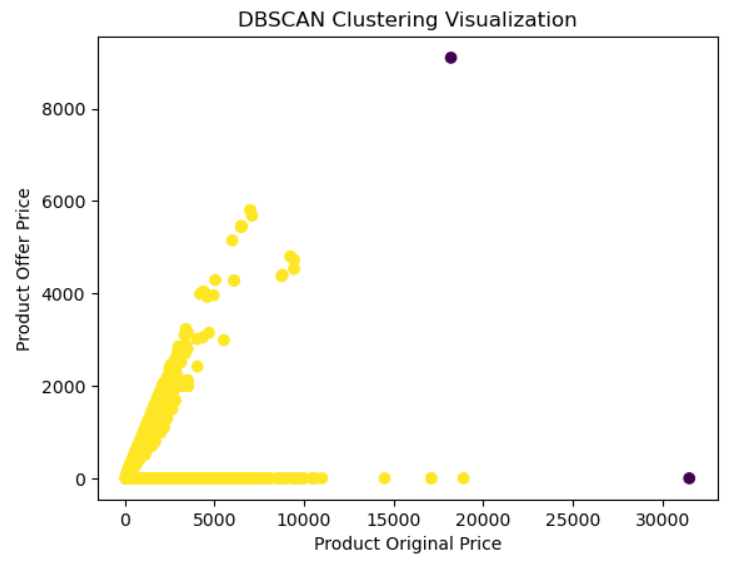 DBSCAN Clustering Visualization
8000
6000
4000
2000
0
Product Offer Price
0 5000 10000 15000 20000 25000 30000
Product Original Price